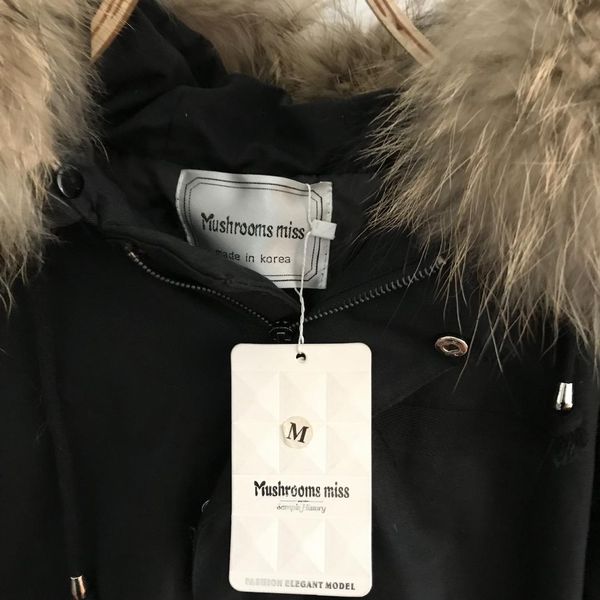 Mushrooms miss
made in korea
M
Mushrooms miss
FASHION ELEGANT MODEL